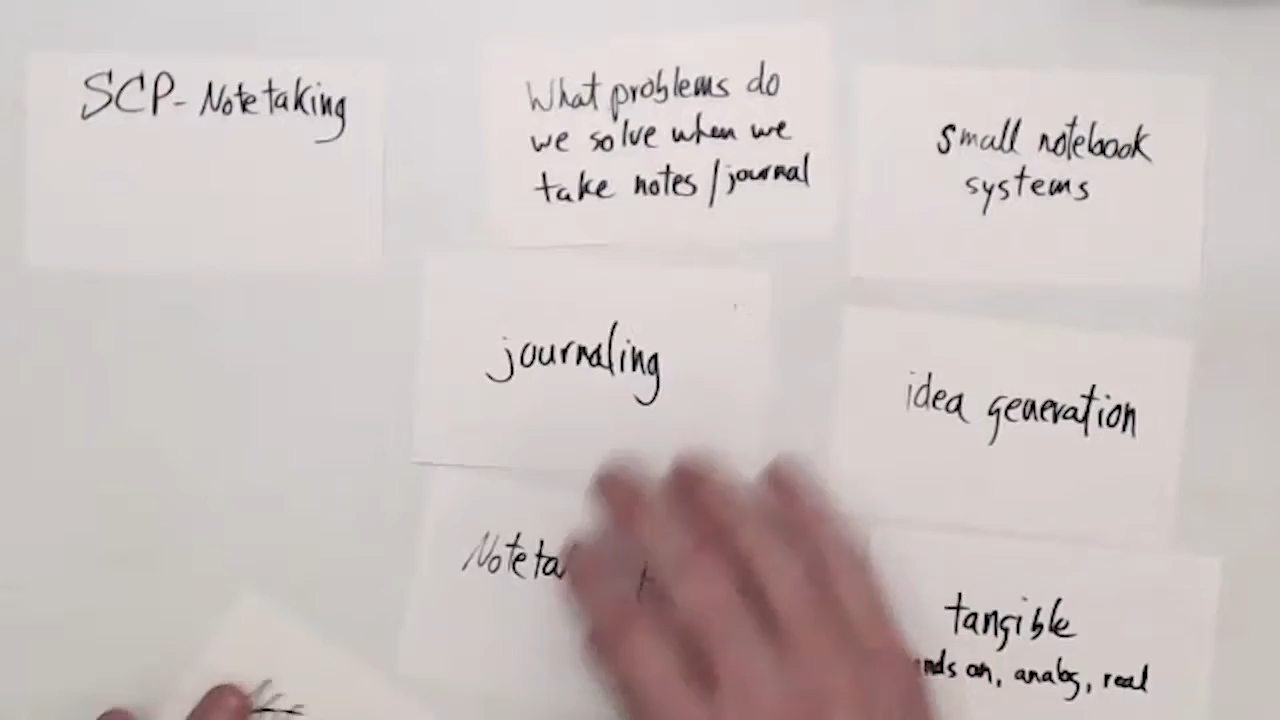 SCP- Notetaking
What problems do
we solve when we
take notes / journal
small notebook
systems
journaling
idea generation
tangible
on, analog, real